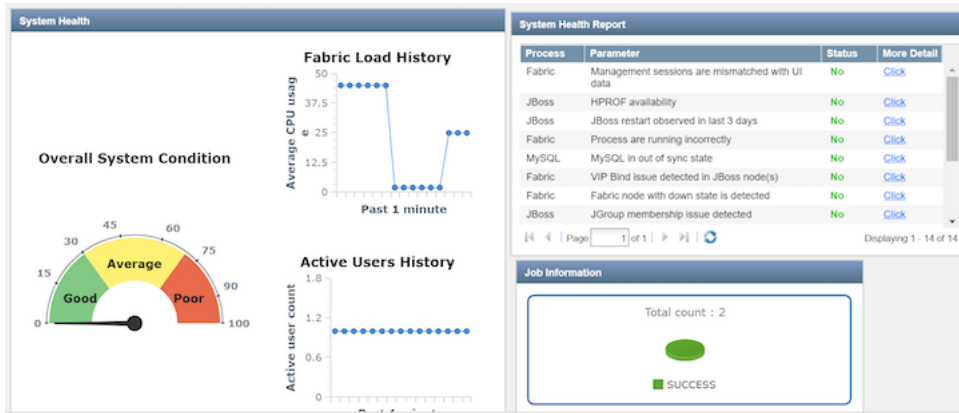 System Health
Overall System Condition
0
15
30
45
60
75
90
100
Good
Average
Poor
Fabric Load History
Average CPU usag
e
50
37.5
25
12.5
0
Past 1 minute
Active Users History
Active user count
1.8
1.2
0.6
0
System Health Report
Process Parameter Status More Detail
Fabric Management sessions are mismatched with UI data No Click
JBoss HPROF availability No Click
JBoss JBoss restart observed in last 3 days No Click
Fabric Process are running incorrectly No Click
MySQL MySQL in out of sync state No Click
Fabric VIP Bind issue detected in JBoss node(s) No Click
Fabric Fabric node with down state is detected No Click
JBoss JGroup membership issue detected No Click
Page 1 of 1 Displaying 1 - 14 of 14
Job Information
Total count : 2
SUCCESS